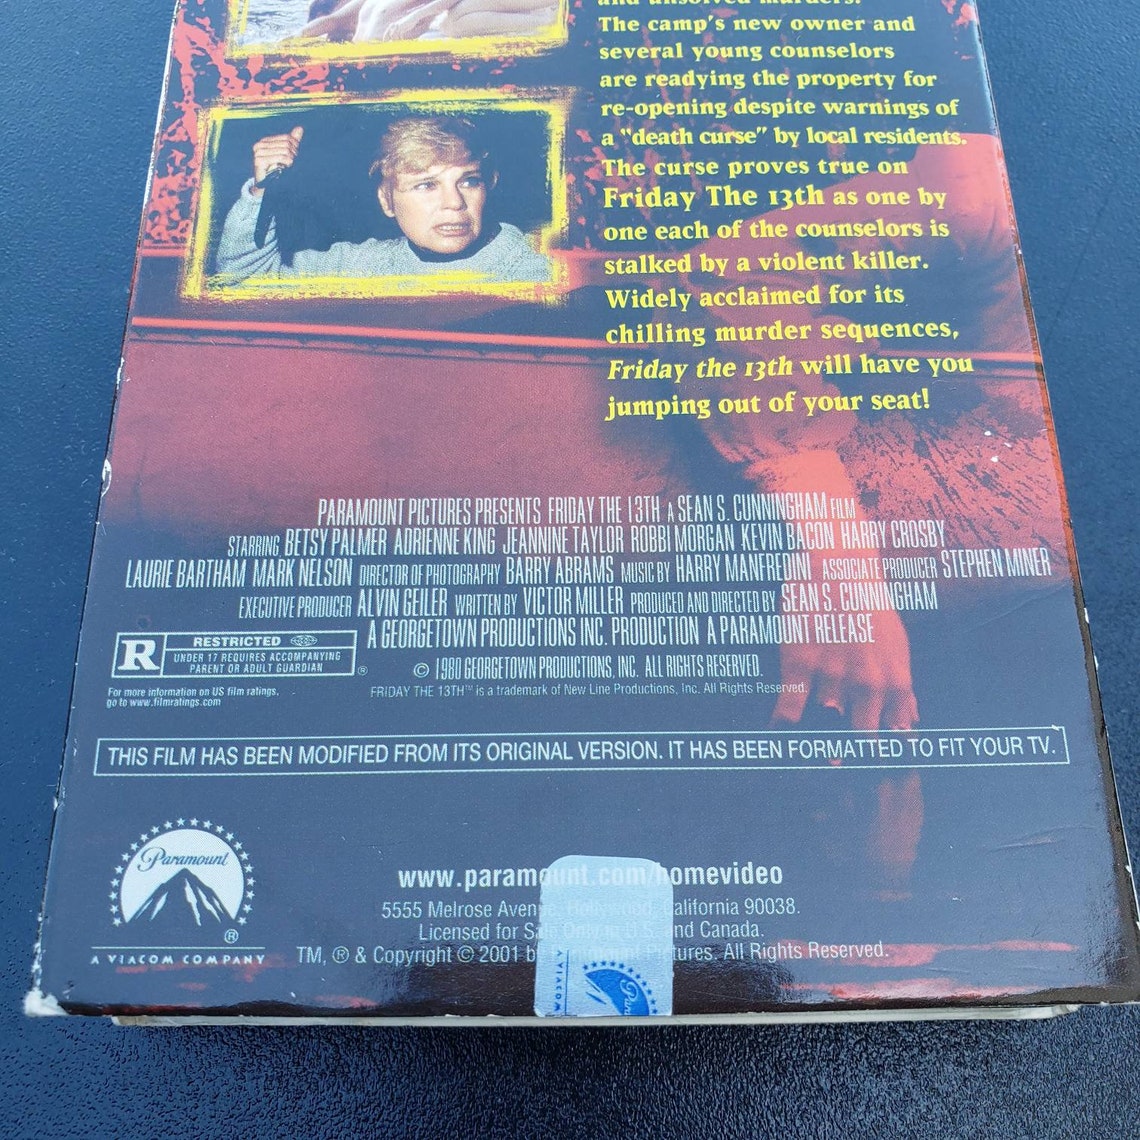 and unsolved murders.
The camp's new owner and
several young counselors
are readying the property for
re-opening despite warnings of
a "death curse" by local residents.
The curse proves true on
Friday The 13th as one by
one each of the counselors is
stalked by a violent killer.
Widely acclaimed for its
chilling murder sequences,
Friday the 13th will have you
jumping out of your seat!
PARAMOUNT PICTURES PRESENTS FRIDAY THE 13TH A SEAN S. CUNNINGHAM FILM
STARRING BETSY PALMER ADRIENNE KING JEANNINE TAYLOR ROBBI MORGAN KEVIN BACON HARRY CROSBY
LAURIE BARTHAM MARK NELSON DIRECTOR OF PHOTOGRAPHY BARRY ABRAMS MUSIC BY HARRY MANFREDINI ASSOCIATE PRODUCER STEPHEN MINER
EXECUTIVE PRODUCER ALVIN GEILER WRITTEN BY VICTOR MILLER PRODUCED AND DIRECTED BY SEAN S. CUNNINGHAM
A GEORGETOWN PRODUCTIONS INC. PRODUCTION A PARAMOUNT RELEASE
R RESTRICTED
UNDER 17 REQUIRES ACCOMPANYING
PARENT OR ADULT GUARDIAN ®
© 1980 GEORGETOWN PRODUCTIONS, INC. ALL RIGHTS RESERVED.
For more information on US film ratings,
go to www.filmratings.com
FRIDAY THE 13TH™ is a trademark of New Line Productions, Inc. All Rights Reserved.
THIS FILM HAS BEEN MODIFIED FROM ITS ORIGINAL VERSION. IT HAS BEEN FORMATTED TO FIT YOUR TV.
Paramount
®
A VIACOM COMPANY
www.paramount.com/homevideo
5555 Melrose Avenue, Hollywood, California 90038.
Licensed for Sale Only in U.S. and Canada.
TM, ® & Copyright © 2001 by Paramount Pictures. All Rights Reserved.
A VIACOM